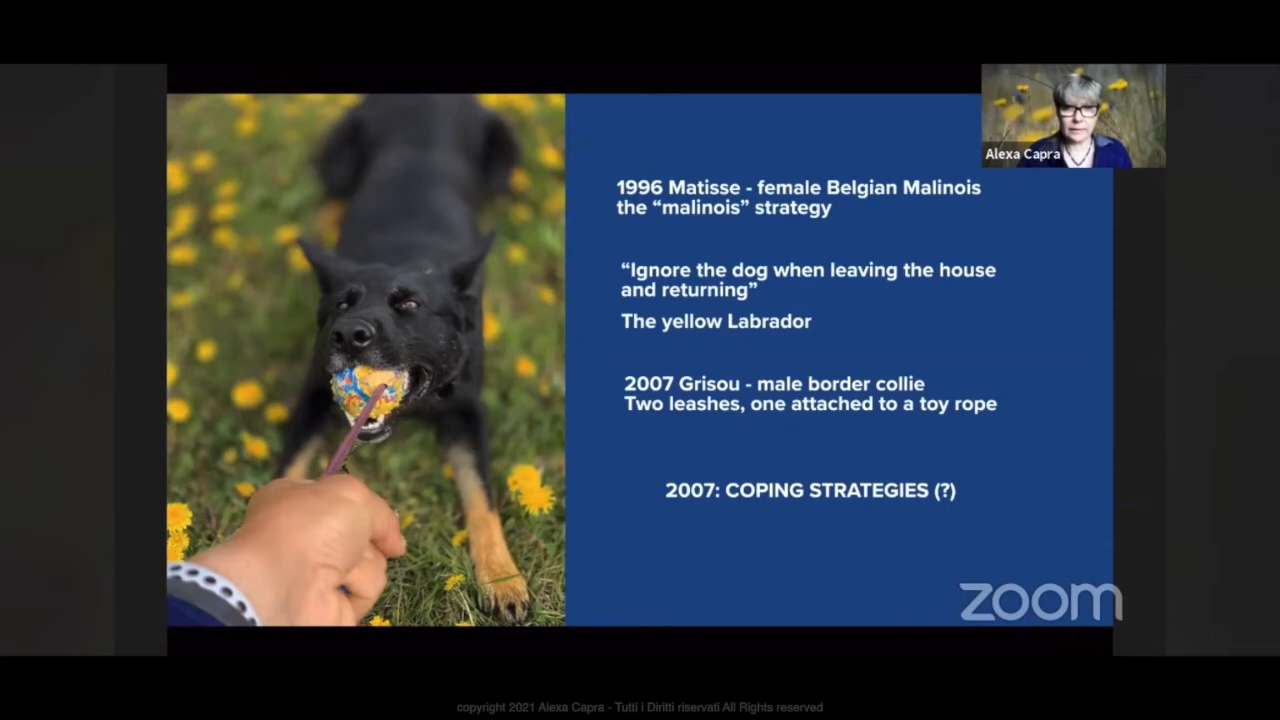 Alexa Capra
1996 Matisse - female Belgian Malinois
the “malinois” strategy
“Ignore the dog when leaving the house
and returning”
The yellow Labrador
2007 Grisou - male border collie
Two leashes, one attached to a toy rope
2007: COPING STRATEGIES (?)
zoom
copyright 2021 Alexa Capra - Tutti i Diritti riservati All Rights reserved